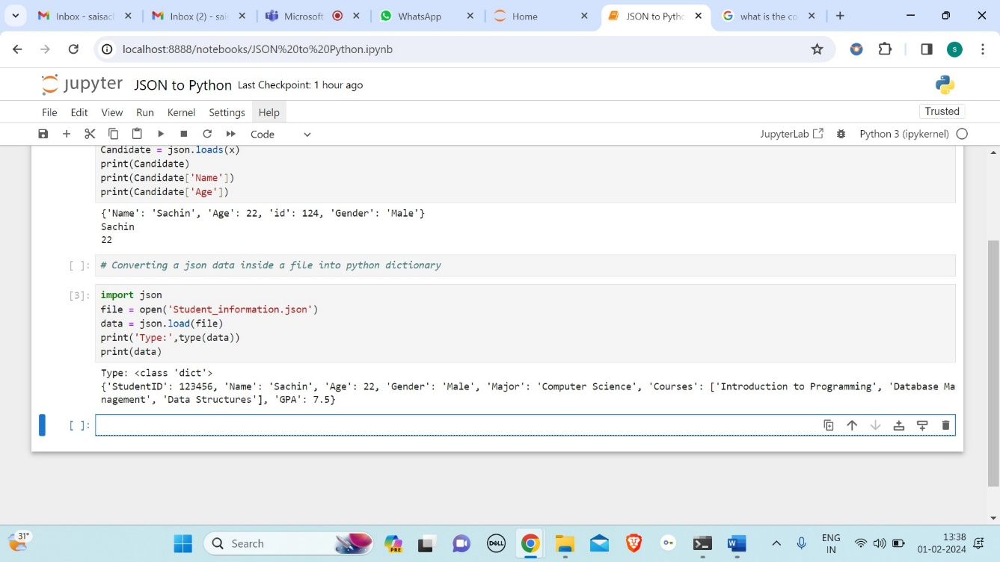 Inbox - saisac
Inbox (2) - sai
Microsoft
WhatsApp
Home
JSON to Pytho
what is the co
localhost:8888/notebooks/JSON%20to%20Python.ipynb
S
jupyter JSON to Python Last Checkpoint: 1 hour ago
File Edit View Run Kernel Settings Help
Trusted
Code
JupyterLab
Python 3 (ipykernel)
Candidate = json.loads(x)
print(Candidate)
print(Candidate['Name'])
print(Candidate['Age'])
{'Name': 'Sachin', 'Age': 22, 'id': 124, 'Gender': 'Male'}
Sachin
22
[ ]: # Converting a json data inside a file into python dictionary
[3]: import json
file = open('Student_information.json')
data = json.load(file)
print('Type:',type(data))
print(data)
Type: <class 'dict'>
{'StudentID': 123456, 'Name': 'Sachin', 'Age': 22, 'Gender': 'Male', 'Major': 'Computer Science', 'Courses': ['Introduction to Programming', 'Database Ma
nagement', 'Data Structures'], 'GPA': 7.5}
[ ]:
31°
Search
PRE
DELL
W
ENG
IN
13:38
01-02-2024